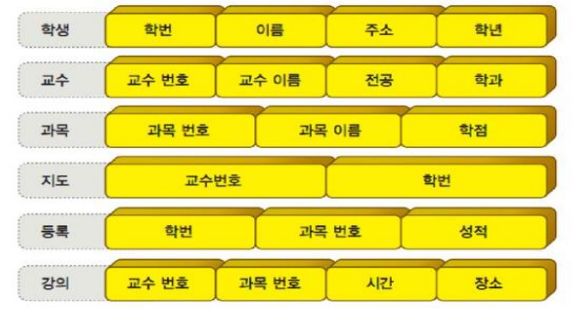 학생 학번 이름 주소 학년
교수 교수 번호 교수 이름 전공 학과
과목 과목 번호 과목 이름 학점
지도 교수번호 학번
등록 학번 과목 번호 성적
강의 교수 번호 과목 번호 시간 장소